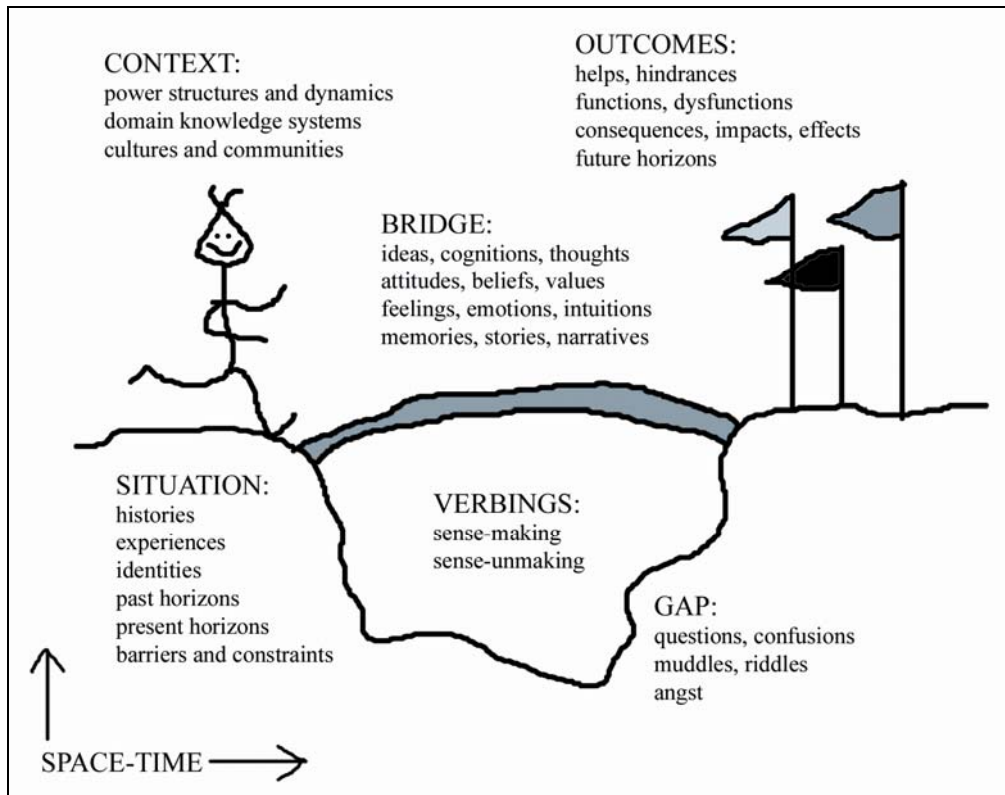 CONTEXT:
power structures and dynamics
domain knowledge systems
cultures and communities
OUTCOMES:
helps, hindrances
functions, dysfunctions
consequences, impacts, effects
future horizons
BRIDGE:
ideas, cognitions, thoughts
attitudes, beliefs, values
feelings, emotions, intuitions
memories, stories, narratives
SITUATION:
histories
experiences
identities
past horizons
present horizons
barriers and constraints
VERBINGS:
sense-making
sense-unmaking
GAP:
questions, confusions
muddles, riddles
angst
SPACE-TIME